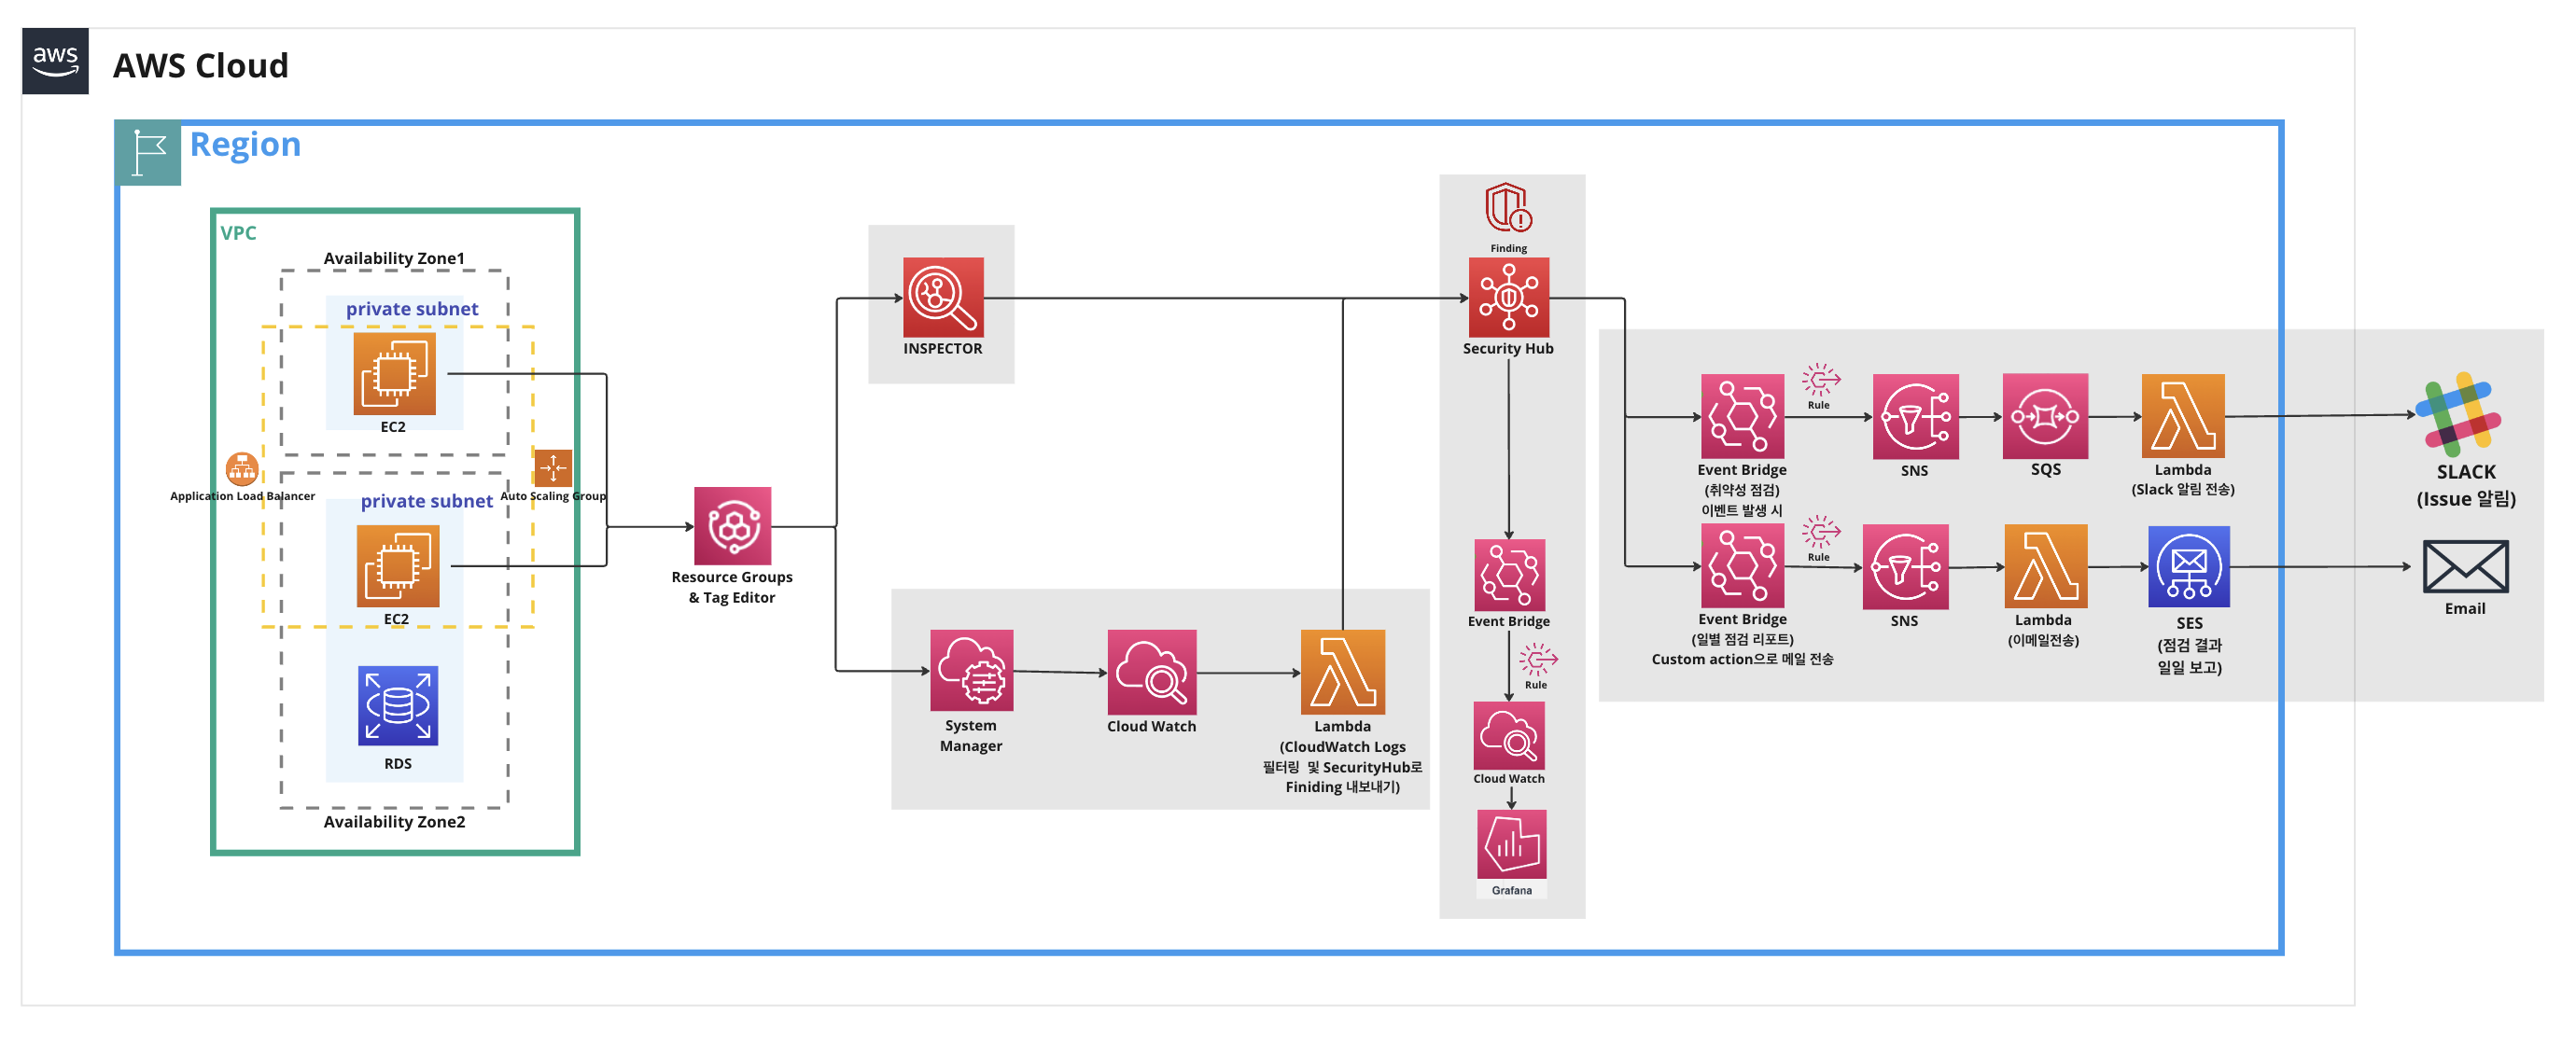 aws
AWS Cloud
Region
VPC
Availability Zone1
private subnet
EC2
Application Load Balancer
Auto Scaling Group
private subnet
EC2
RDS
Availability Zone2
Resource Groups
& Tag Editor
INSPECTOR
System
Manager
Cloud Watch
Lambda
(CloudWatch Logs
필터링 및 SecurityHub로
Finiding 내보내기)
Finding
Security Hub
Event Bridge
Rule
Cloud Watch
Grafana
Event Bridge
(취약성 점검)
이벤트 발생 시
Rule
SNS
SQS
Lambda
(Slack 알림 전송)
SLACK
(Issue 알림)
Event Bridge
(일별 점검 리포트)
Custom action으로 메일 전송
Rule
SNS
Lambda
(이메일전송)
SES
(점검 결과
일일 보고)
Email